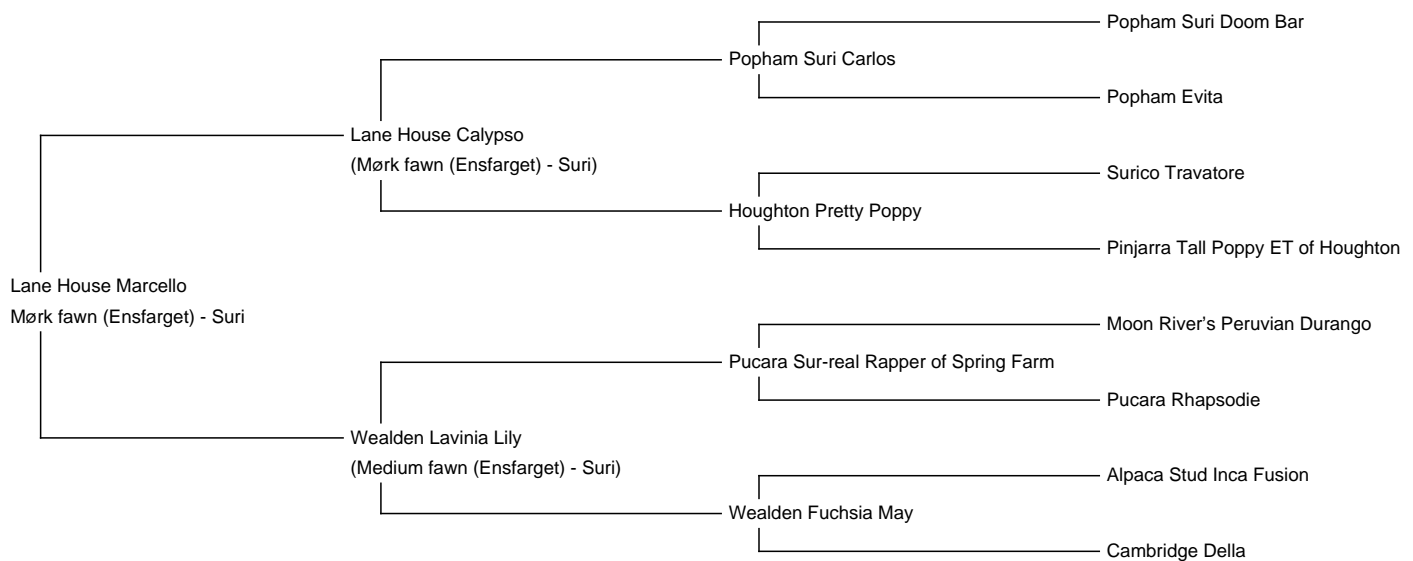 Popham Suri Doom Bar
Popham Suri Carlos
Popham Evita
Lane House Calypso
(Mørk fawn (Ensfarget) - Suri)
Surico Travatore
Houghton Pretty Poppy
Pinjarra Tall Poppy ET of Houghton
Lane House Marcello
Mørk fawn (Ensfarget) - Suri
Moon River's Peruvian Durango
Pucara Sur-real Rapper of Spring Farm
Pucara Rhapsodie
Wealden Lavinia Lily
(Medium fawn (Ensfarget) - Suri)
Alpaca Stud Inca Fusion
Wealden Fuchsia May
Cambridge Della